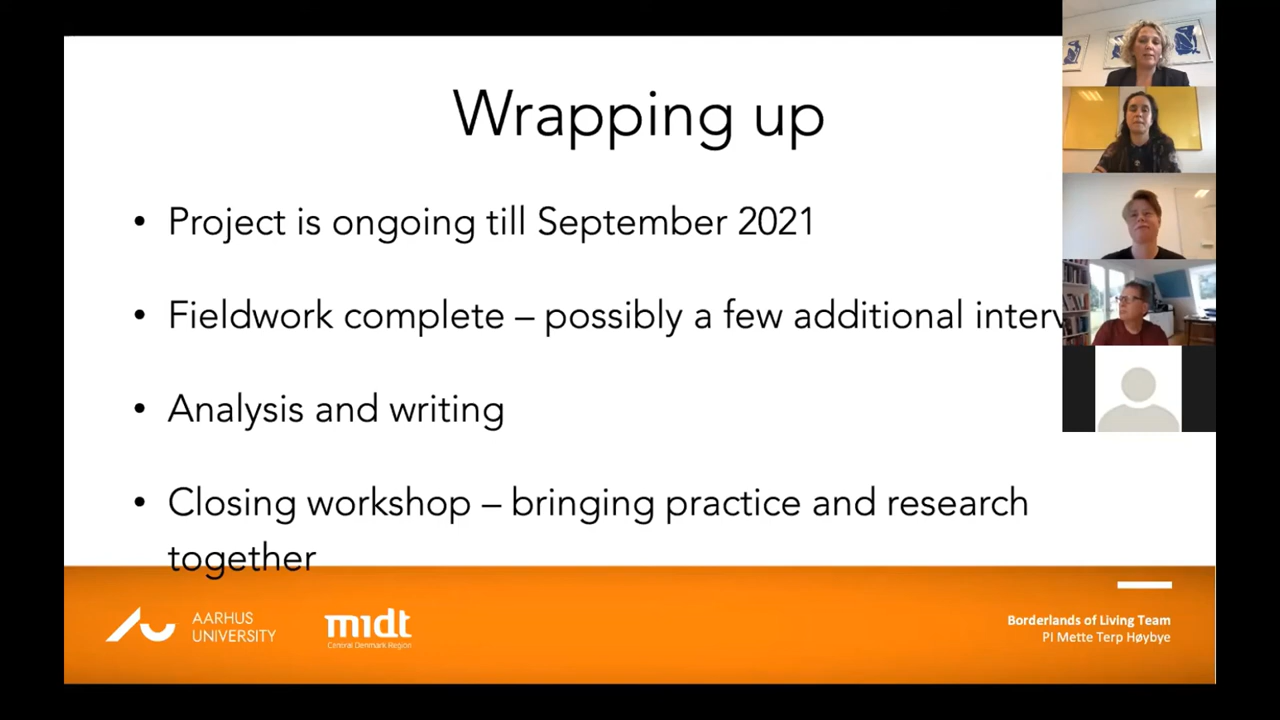 Wrapping up
• Project is ongoing till September 2021
• Fieldwork complete – possibly a few additional interv
• Analysis and writing
• Closing workshop – bringing practice and research
together
AARHUS
UNIVERSITY
midt
Central Denmark Region
Borderlands of Living Team
PI Mette Terp Høybye